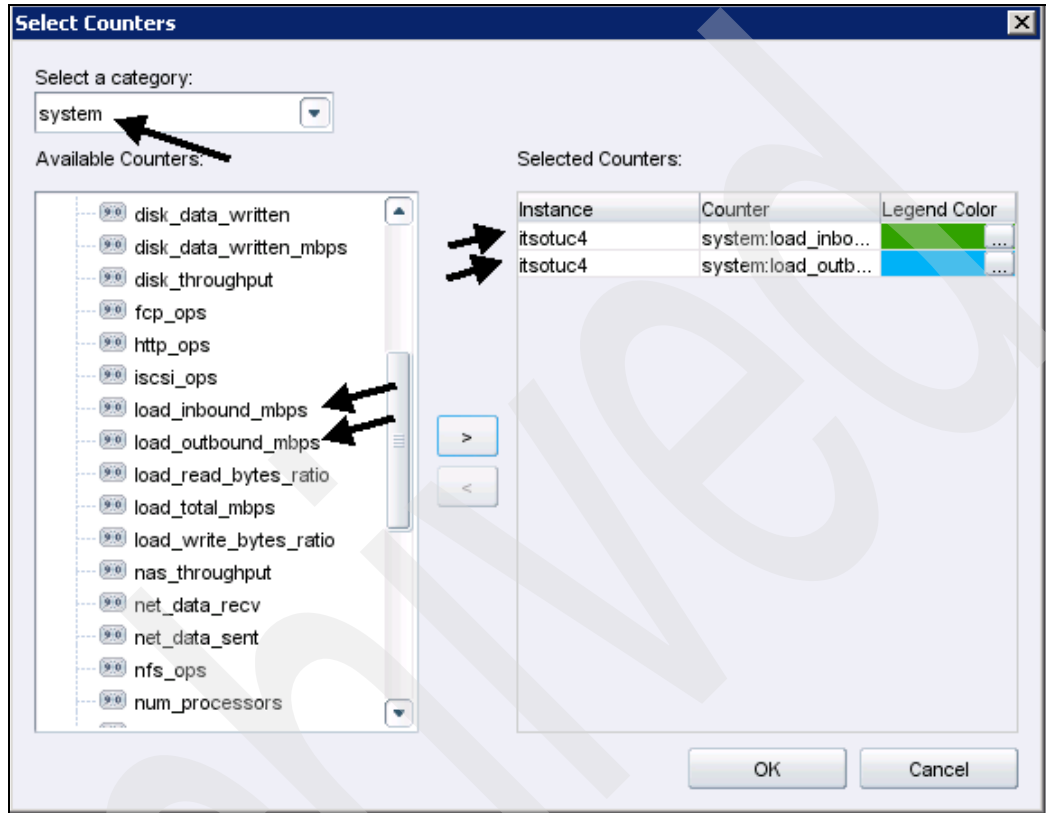 Select Counters
Select a category:
system
Available Counters:
disk_data_written
disk_data_written_mbps
disk_throughput
fcp_ops
http_ops
iscsi_ops
load_inbound_mbps
load_outbound_mbps
load_read_bytes_ratio
load_total_mbps
load_write_bytes_ratio
nas_throughput
net_data_recv
net_data_sent
nfs_ops
num_processors
>
<
Selected Counters:
Instance Counter Legend Color
itsotuc4 system:load_inbo... ...
itsotuc4 system:load_outb... ...
OK Cancel